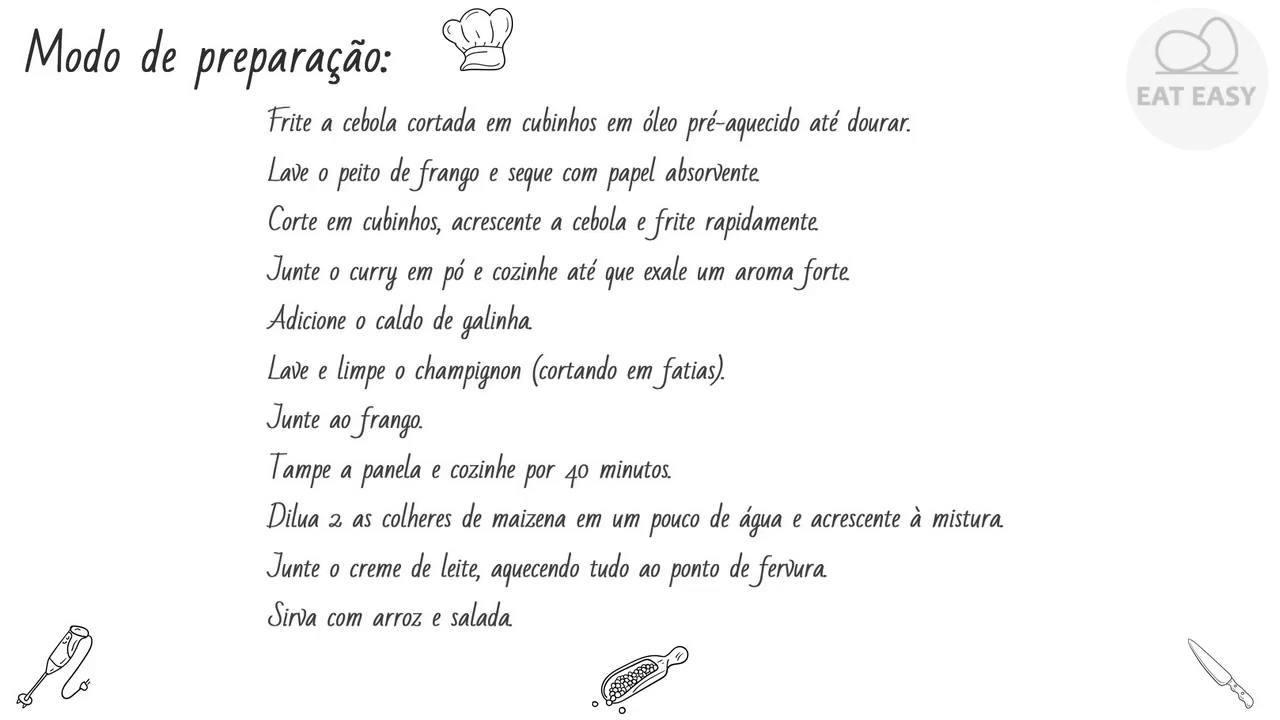 Modo de preparação:
EAT EASY
Frite a cebola cortada em cubinhos em óleo pré-aquecido até dourar.
Lave o peito de frango e seque com papel absorvente.
Corte em cubinhos, acrescente a cebola e frite rapidamente.
Junte o curry em pó e cozinhe até que exale um aroma forte.
Adicione o caldo de galinha.
Lave e limpe o champignon (cortando em fatias).
Junte ao frango.
Tampe a panela e cozinhe por 40 minutos.
Dilua 2 as colheres de maizena em um pouco de água e acrescente à mistura.
Junte o creme de leite, aquecendo tudo ao ponto de fervura.
Sirva com arroz e salada.